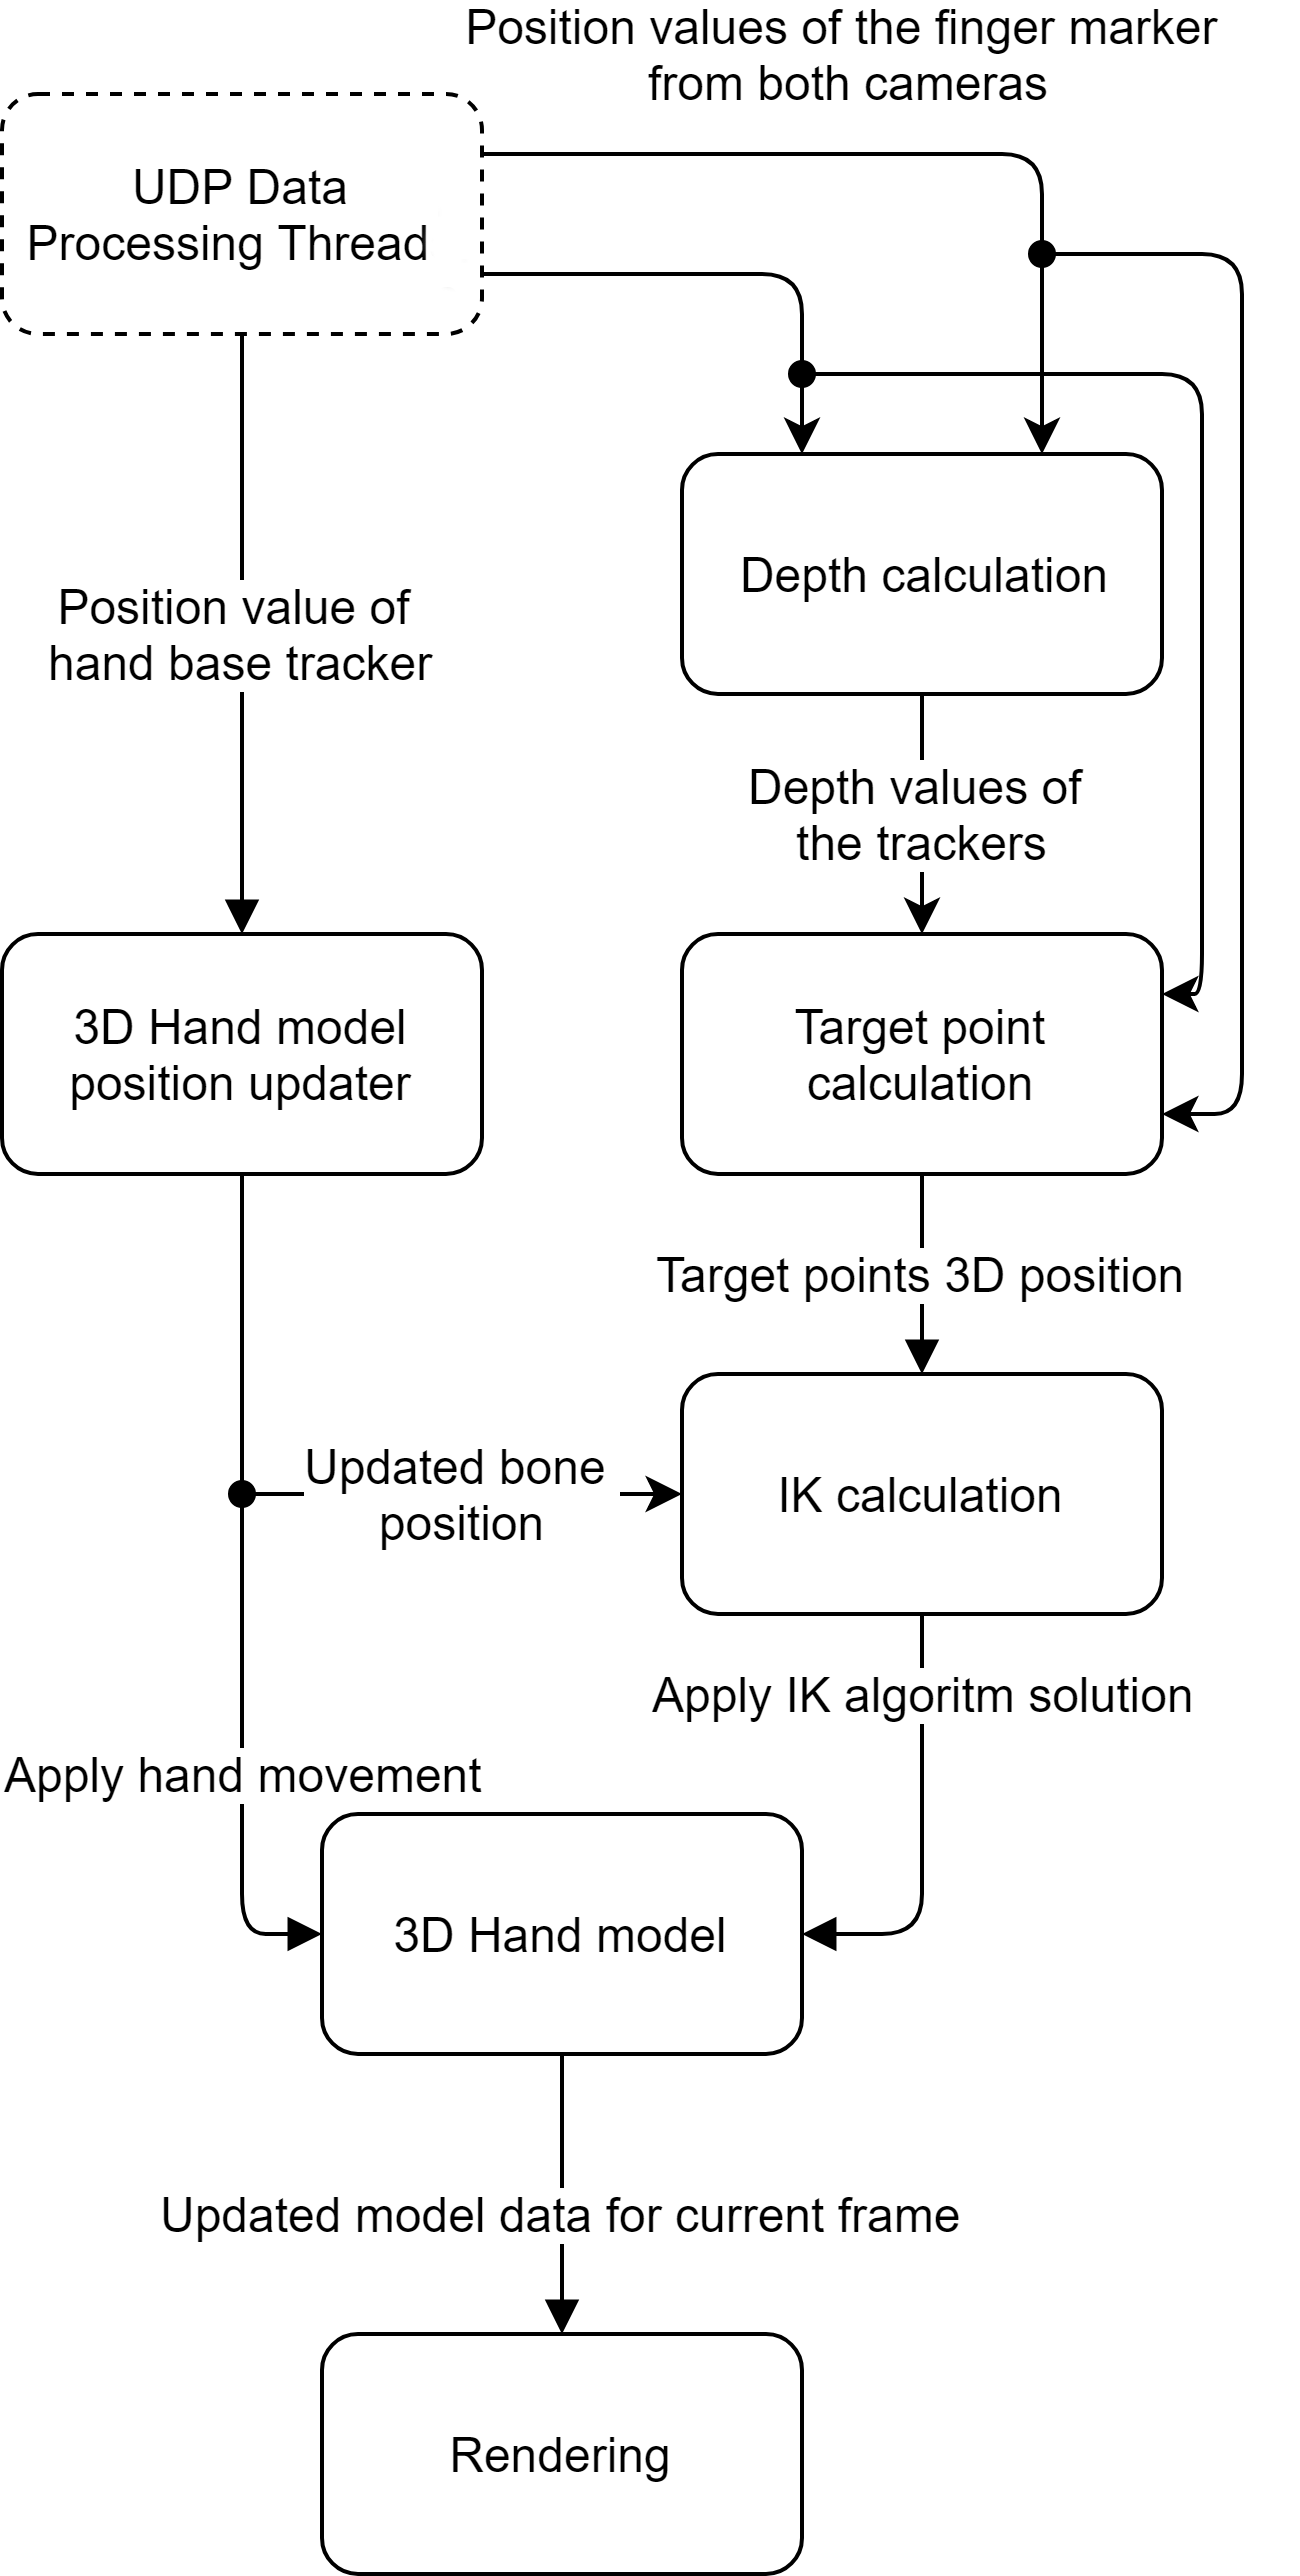 Position values of the finger marker
from both cameras
UDP Data
Processing Thread
Depth calculation
Position value of
hand base tracker
Depth values of
the trackers
3D Hand model
position updater
Target point
calculation
Target points 3D position
Updated bone
position
IK calculation
Apply IK algoritm solution
Apply hand movement
3D Hand model
Updated model data for current frame
Rendering